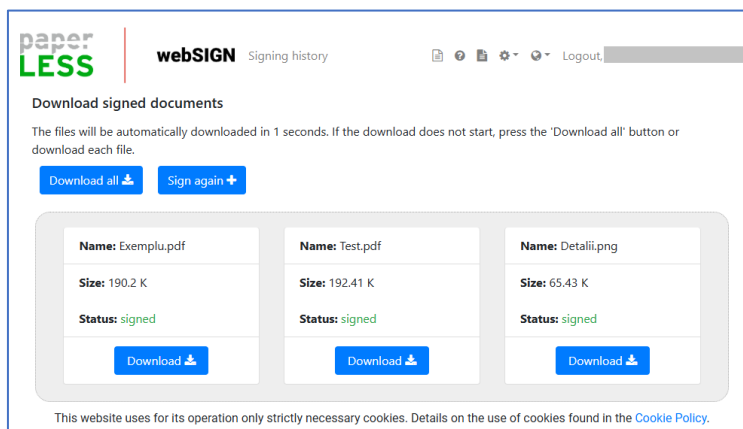 paper
LESS
webSIGN Signing history Logout,
Download signed documents
The files will be automatically downloaded in 1 seconds. If the download does not start, press the 'Download all' button or
download each file.
Download all Sign again
Name: Exemplu.pdf Name: Test.pdf Name: Detalii.png
Size: 190.2 K Size: 192.41 K Size: 65.43 K
Status: signed Status: signed Status: signed
Download Download Download
This website uses for its operation only strictly necessary cookies. Details on the use of cookies found in the Cookie Policy.